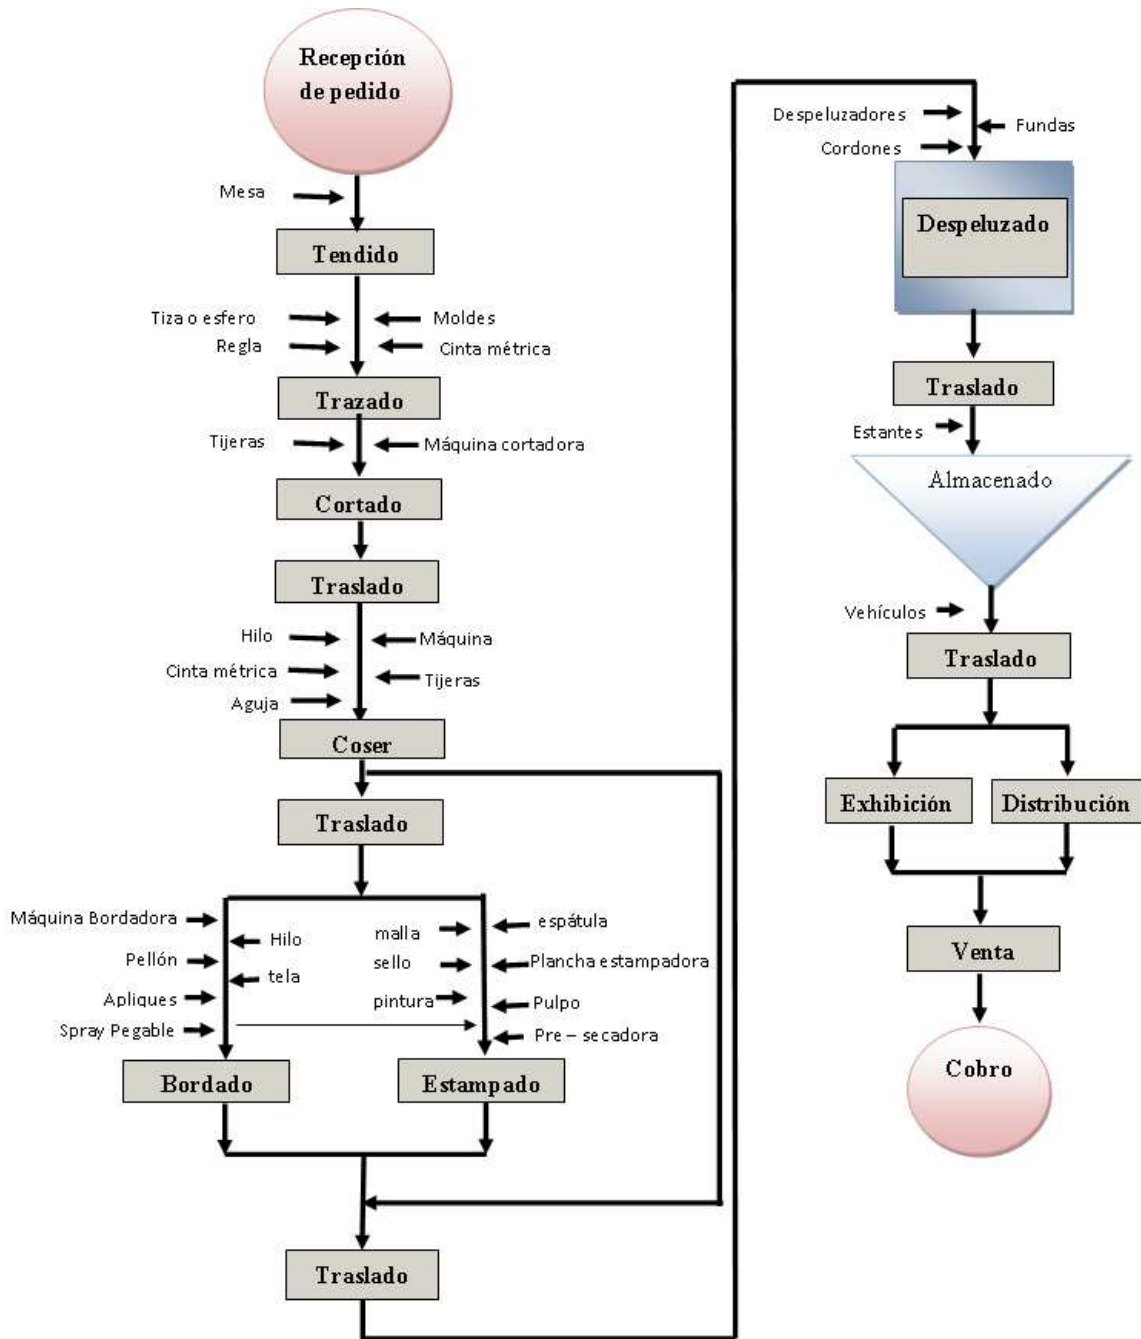 Recepción
de pedido
Mesa
Tendido
Tiza o esfero
Moldes
Regla
Cinta métrica
Trazado
Tijeras
Máquina cortadora
Cortado
Traslado
Hilo
Máquina
Cinta métrica
Tijeras
Aguja
Coser
Traslado
Máquina Bordadora
Hilo
Pellón
tela
Apliques
Spray Pegable
malla
espátula
sello
Plancha estampadora
pintura
Pulpo
Pre – secadora
Bordado
Estampado
Traslado
Despeluzadores
Fundas
Cordones
Despeluzado
Traslado
Estantes
Almacenado
Vehículos
Traslado
Exhibición
Distribución
Venta
Cobro